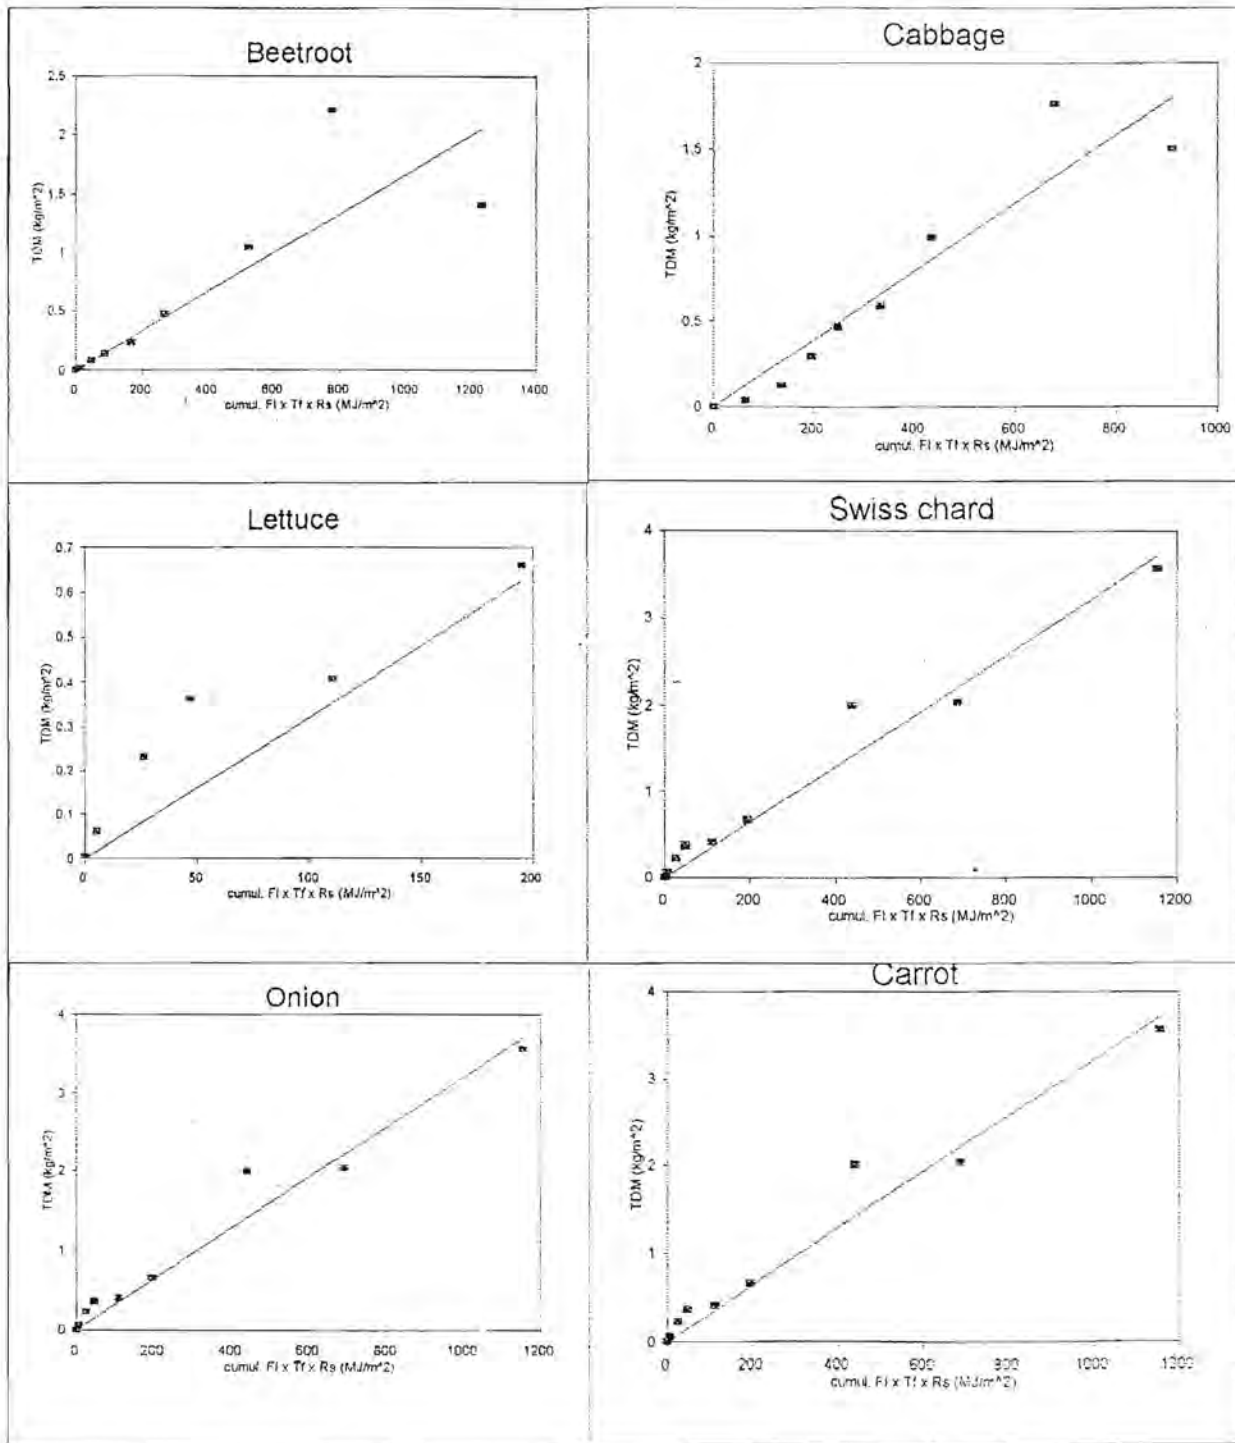 Beetroot
2.5
2
1.5
1
0.5
0
TDM (kg/m^2)
0 200 400 600 800 1000 1200 1400
cumul. FI x Tf x Rs (MJ/m^2)
Cabbage
2
1.5
1
0.5
0
TDM (kg/m^2)
0 200 400 600 800 1000
cumul. FI x Tf x Rs (MJ/m^2)
Lettuce
0.7
0.6
0.5
0.4
0.3
0.2
0.1
0
TDM (kg/m^2)
0 50 100 150 200
cumul. FI x Tf x Rs (MJ/m^2)
Swiss chard
4
3
2
1
0
TDM (kg/m^2)
0 200 400 600 800 1000 1200
cumul. FI x Tf x Rs (MJ/m^2)
Onion
4
3
2
1
0
TDM (kg/m^2)
0 200 400 600 800 1000 1200
cumul. FI x Tf x Rs (MJ/m^2)
Carrot
4
3
2
1
0
TDM (kg/m^2)
0 200 400 600 800 1000 1200
cumul. FI x Tf x Rs (MJ/m^2)